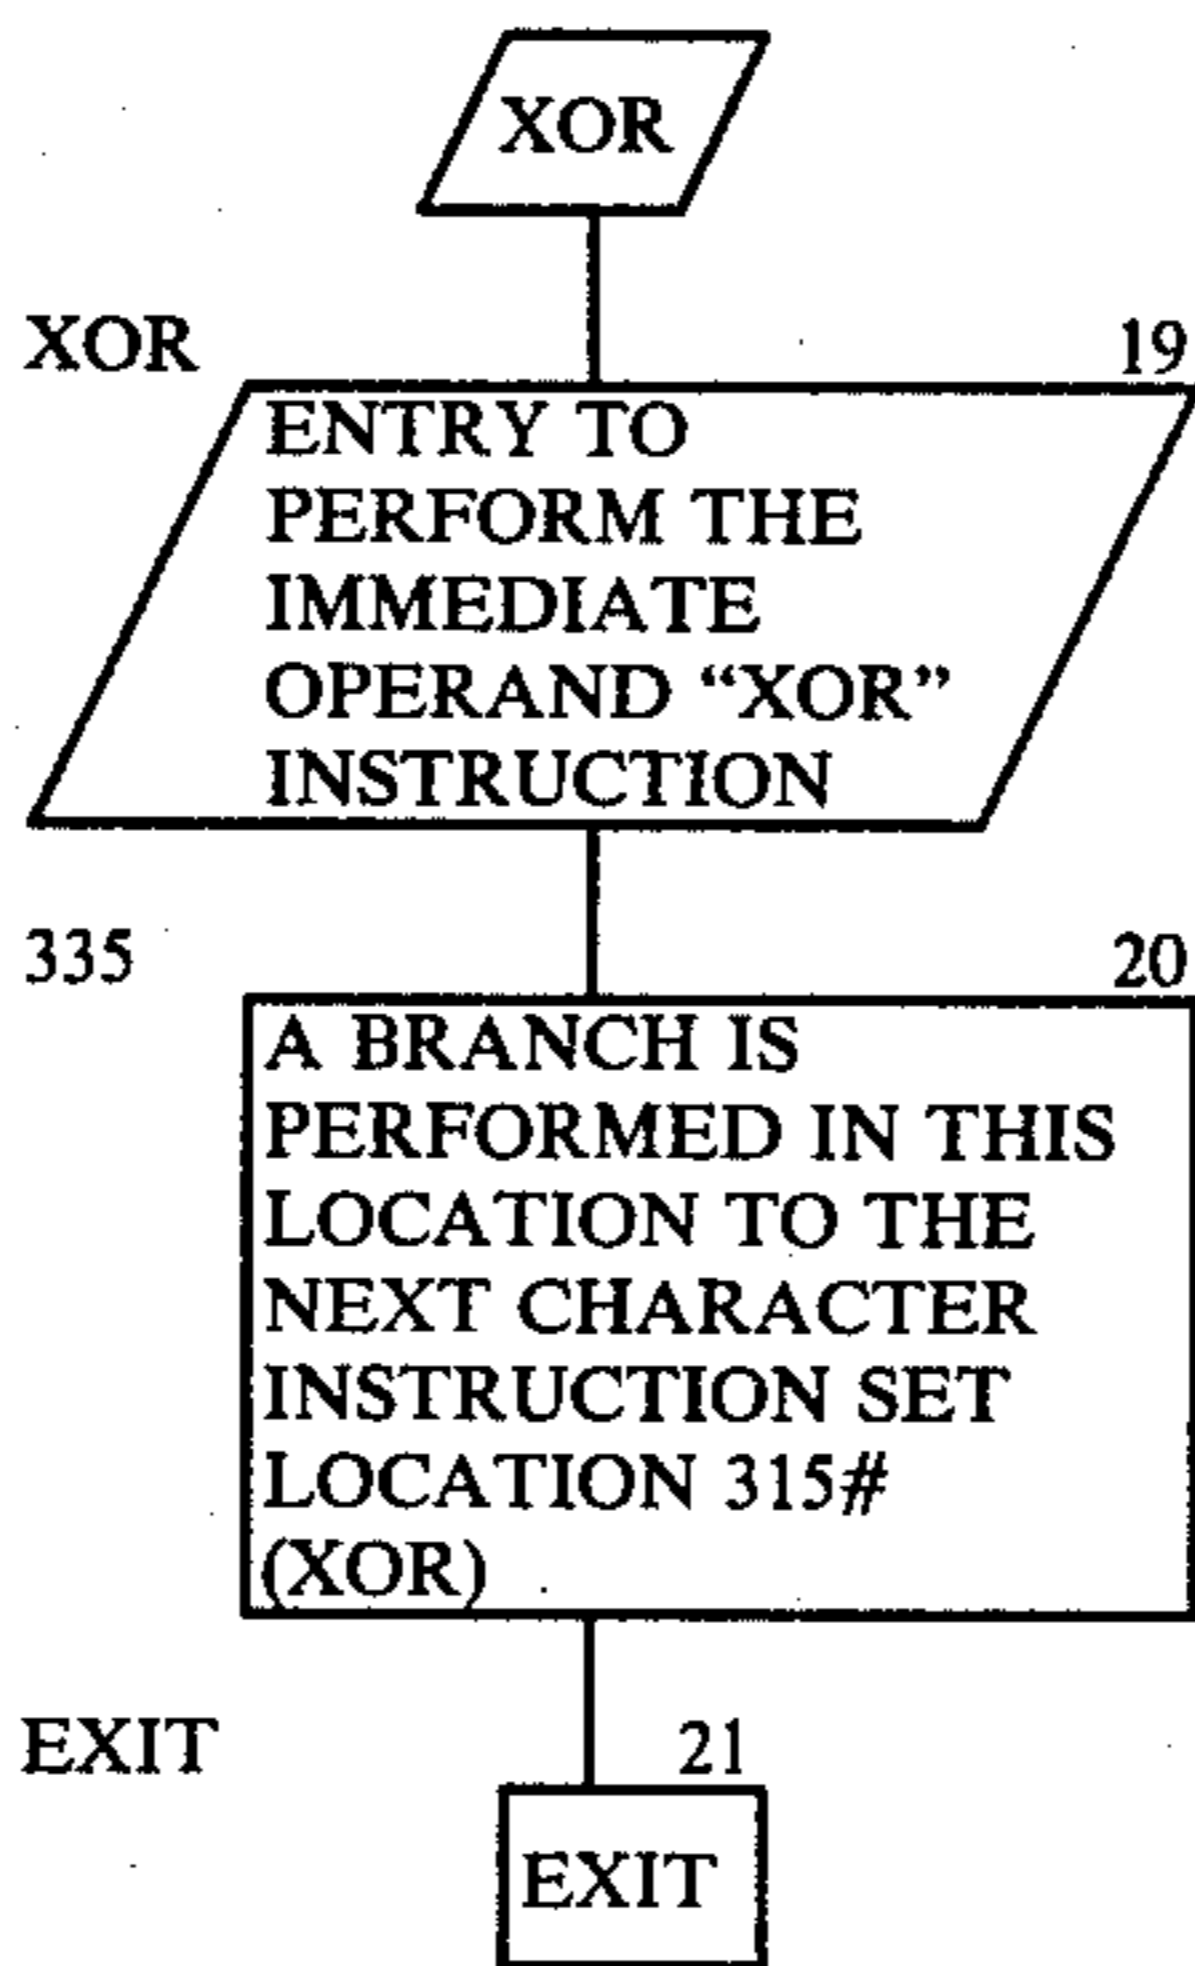 XOR
XOR 19
ENTRY TO
PERFORM THE
IMMEDIATE
OPERAND “XOR”
INSTRUCTION
335 20
A BRANCH IS
PERFORMED IN THIS
LOCATION TO THE
NEXT CHARACTER
INSTRUCTION SET
LOCATION 315#
(XOR)
EXIT 21
EXIT